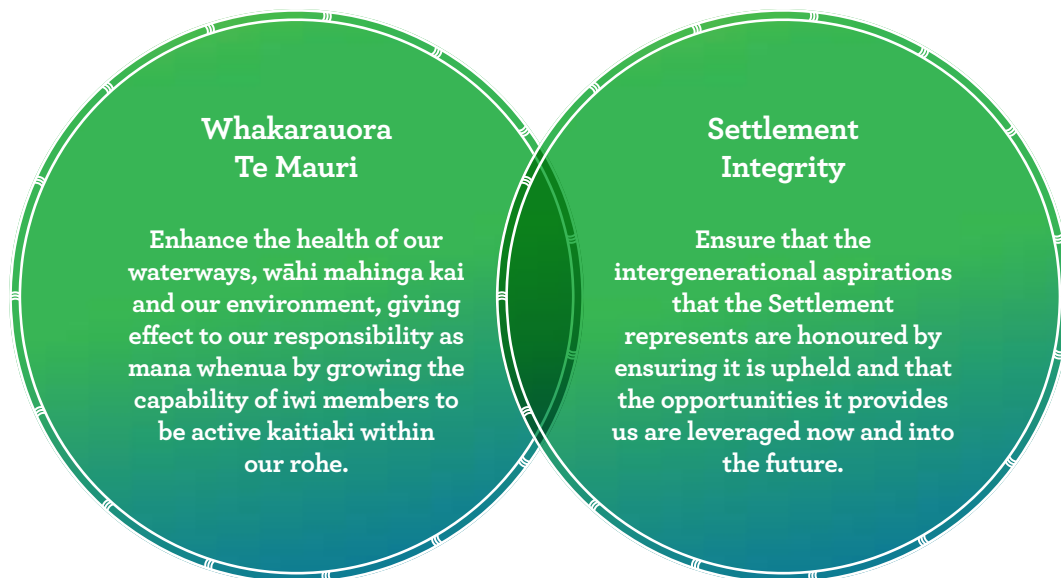 Whakarauora
Te Mauri
Enhance the health of our
waterways, wāhi mahinga kai
and our environment, giving
effect to our responsibility as
mana whenua by growing the
capability of iwi members to
be active kaitiaki within
our rohe.
Settlement
Integrity
Ensure that the
intergenerational aspirations
that the Settlement
represents are honoured by
ensuring it is upheld and that
the opportunities it provides
us are leveraged now and into
the future.